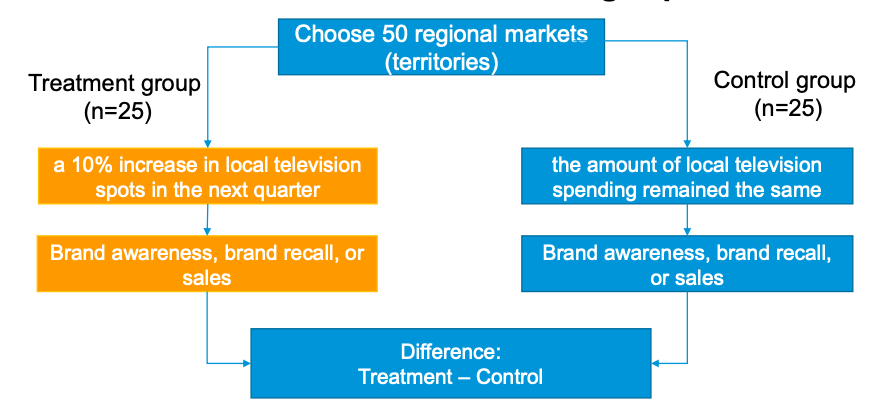 Choose 50 regional markets
(territories)
Treatment group
(n=25)
Control group
(n=25)
a 10% increase in local television
spots in the next quarter
the amount of local television
spending remained the same
Brand awareness, brand recall, or
sales
Brand awareness, brand recall,
or sales
Difference:
Treatment – Control